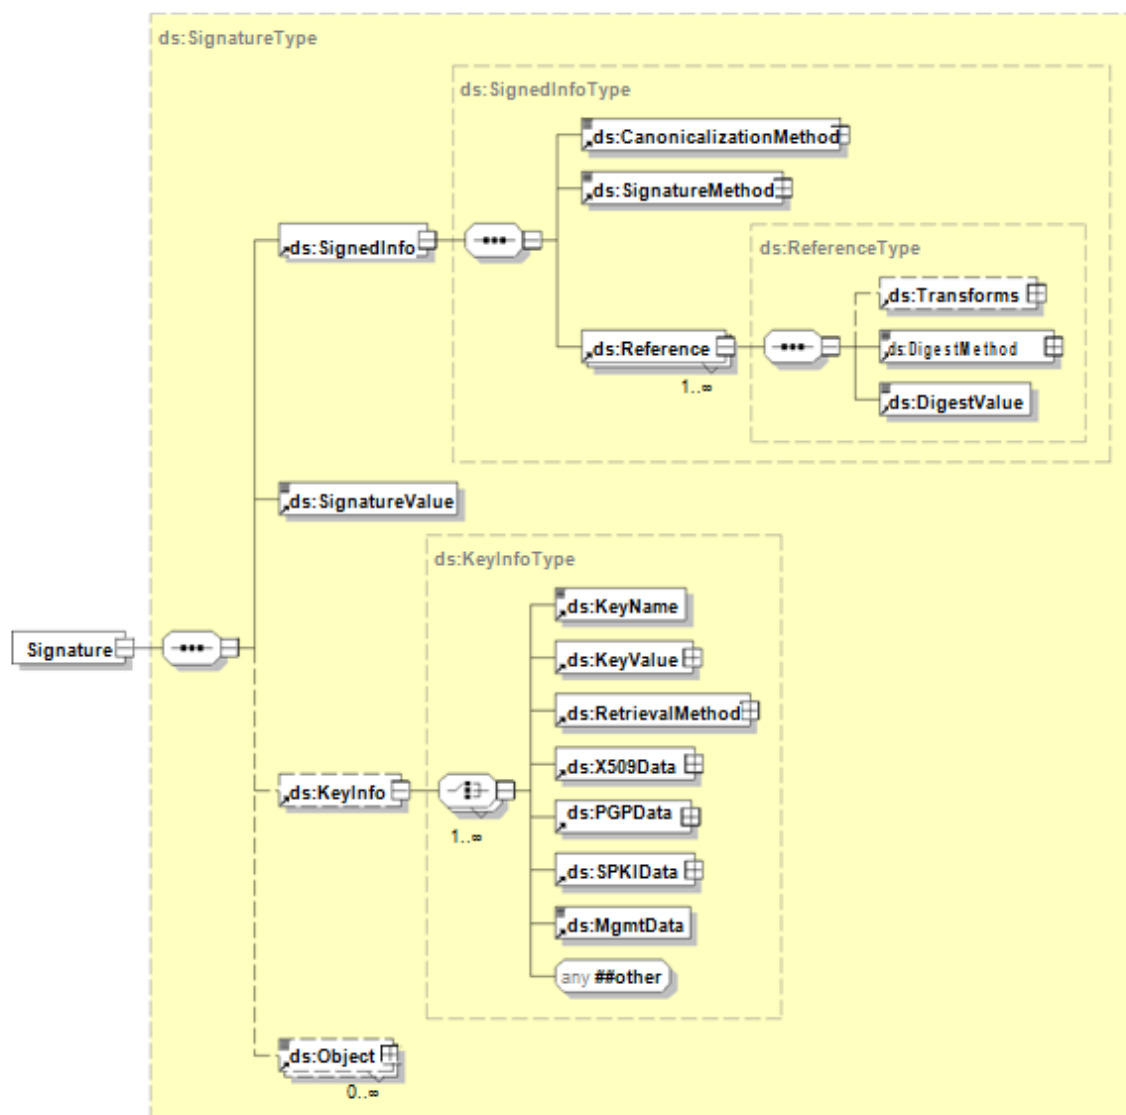 ds:SignatureType
ds:SignedInfoType
ds:CanonicalizationMethod
ds:SignatureMethod
ds:SignedInfo
ds:ReferenceType
ds:Transforms
ds:Reference
1..∞
ds:DigestMethod
ds:DigestValue
ds:SignatureValue
ds:KeyInfoType
ds:KeyName
Signature
ds:KeyValue
ds:RetrievalMethod
ds:KeyInfo
1..∞
ds:X509Data
ds:PGPData
ds:SPKIData
ds:MgmtData
any ##other
ds:Object
0..∞